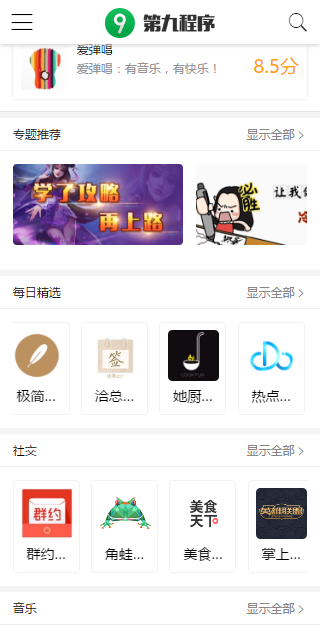 9 第九程序
爱弹唱
爱弹唱：有音乐，有快乐！
8.5分
专题推荐
显示全部
学了攻略
再上路
必胜
让我
每日精选
显示全部
签
极简...
洽总...
她厨...
热点...
社交
显示全部
群约
美食
天下
群约...
角蛙...
美食...
掌上...
音乐
显示全部